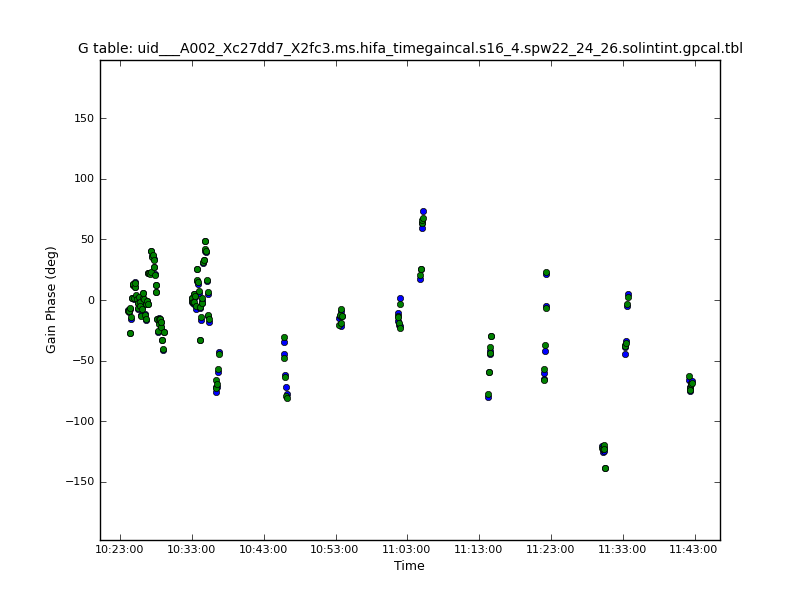 G table: uid___A002_Xc27dd7_X2fc3.ms.hifa_timegaincal.s16_4.spw22_24_26.solintint.gpcal.tbl
150
100
50
0
−50
−100
−150
Gain Phase (deg)
10:23:00 10:33:00 10:43:00 10:53:00 11:03:00 11:13:00 11:23:00 11:33:00 11:43:00
Time